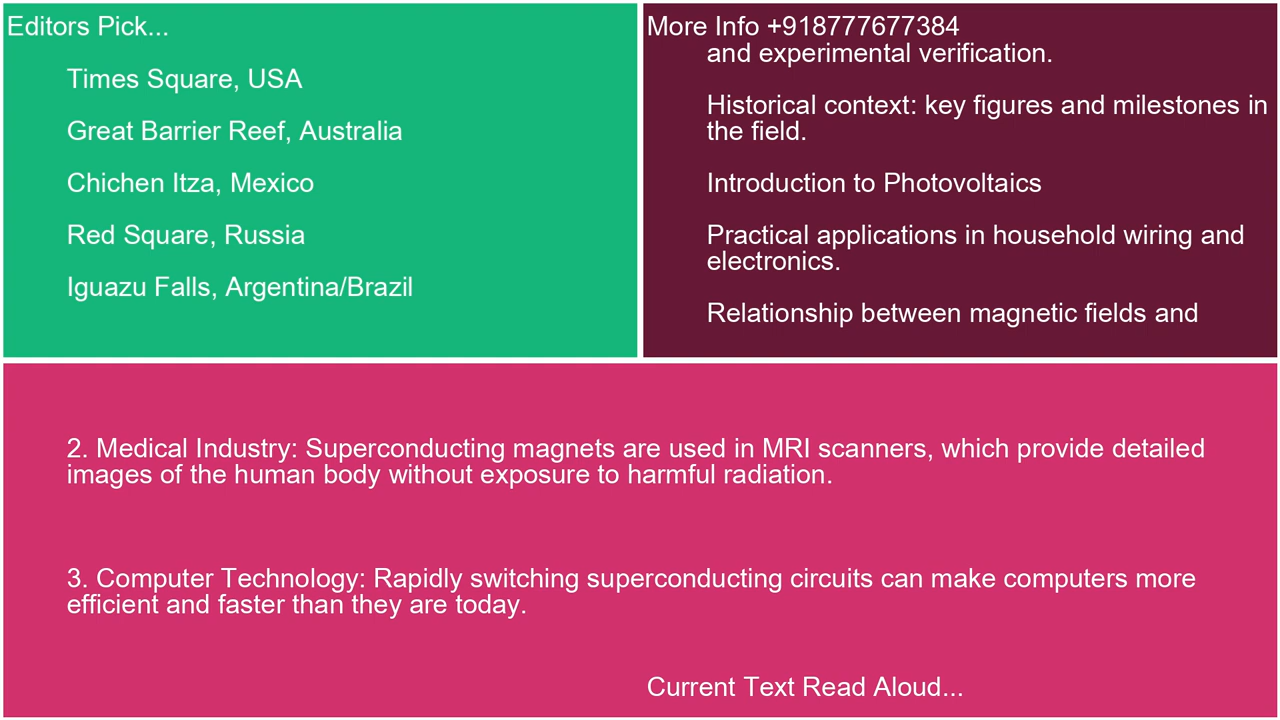 Editors Pick...
Times Square, USA
Great Barrier Reef, Australia
Chichen Itza, Mexico
Red Square, Russia
Iguazu Falls, Argentina/Brazil
More Info +918777677384
and experimental verification.
Historical context: key figures and milestones in
the field.
Introduction to Photovoltaics
Practical applications in household wiring and
electronics.
Relationship between magnetic fields and
2. Medical Industry: Superconducting magnets are used in MRI scanners, which provide detailed
images of the human body without exposure to harmful radiation.
3. Computer Technology: Rapidly switching superconducting circuits can make computers more
efficient and faster than they are today.
Current Text Read Aloud...